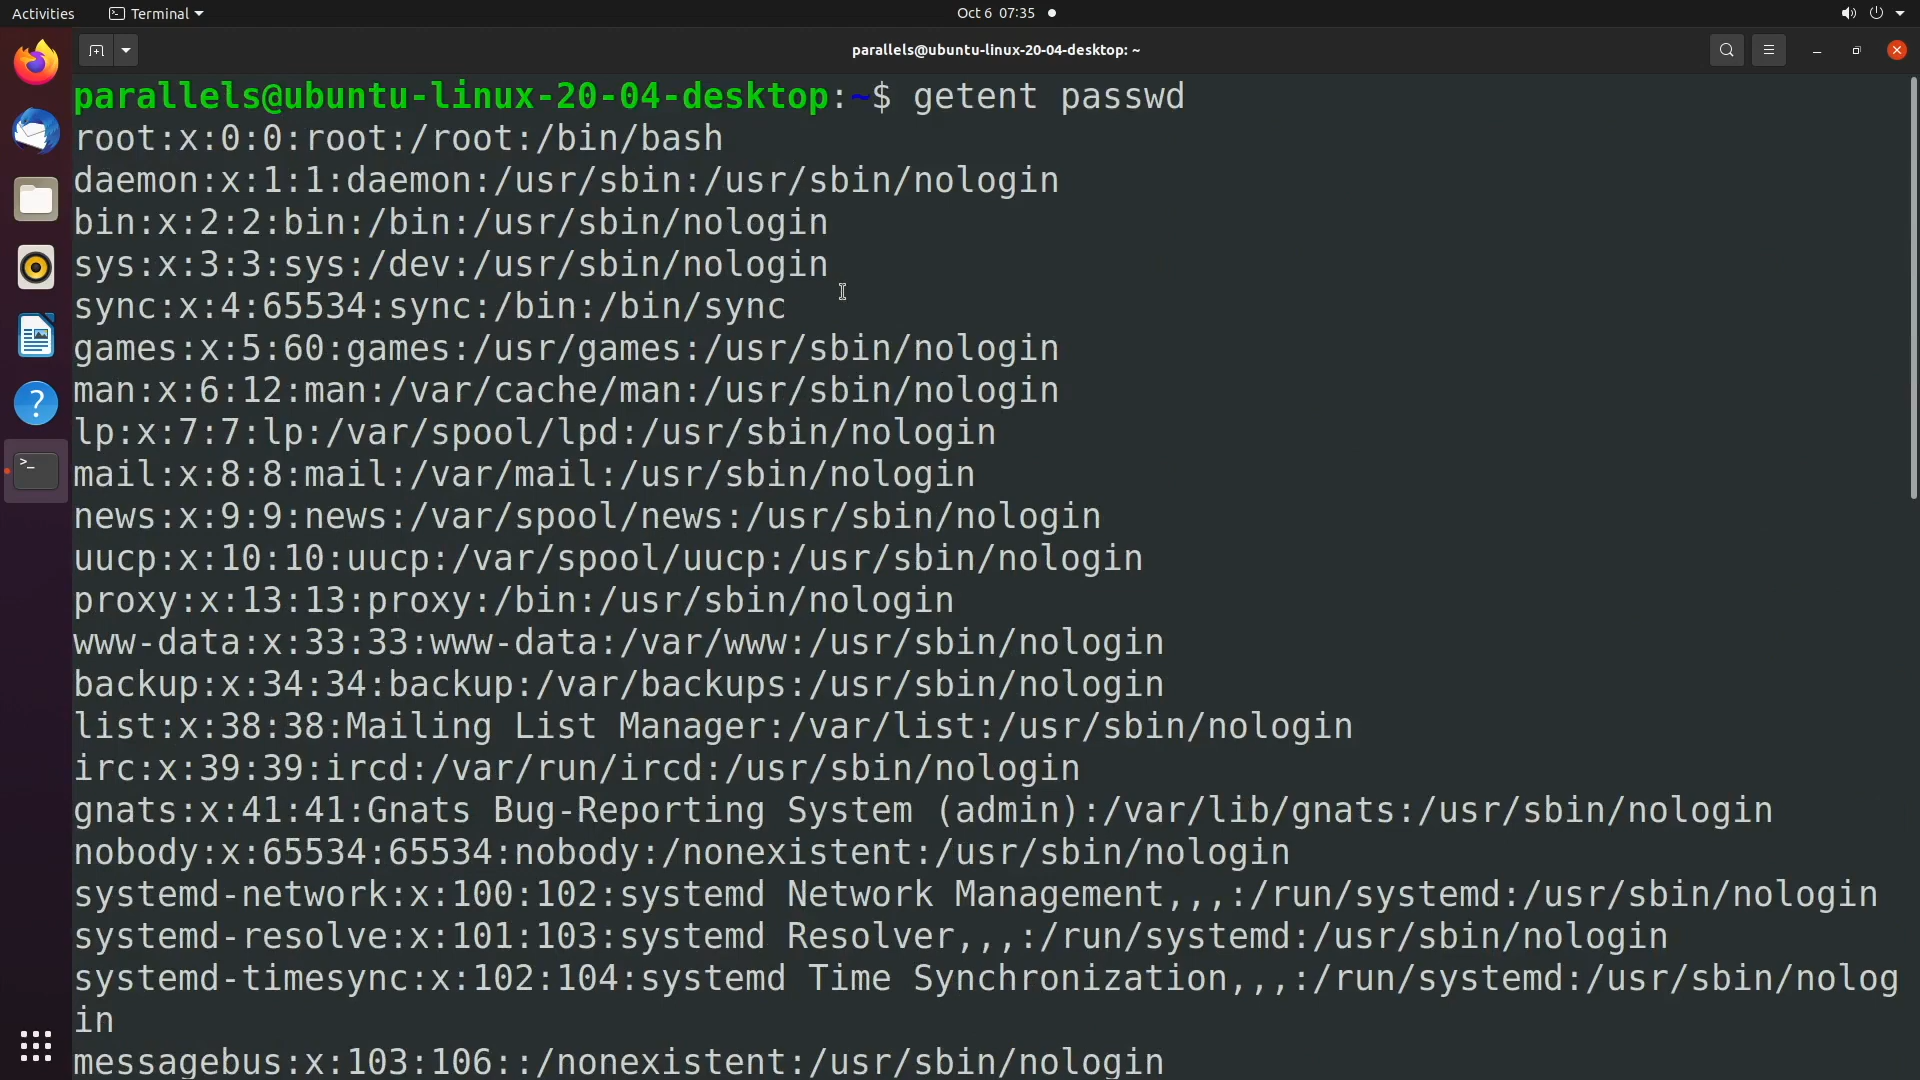 Activities
Terminal
Oct 6 07:35
parallels@ubuntu-linux-20-04-desktop: ~
parallels@ubuntu-linux-20-04-desktop:~$ getent passwd
root:x:0:0:root:/root:/bin/bash
daemon:x:1:1:daemon:/usr/sbin:/usr/sbin/nologin
bin:x:2:2:bin:/bin:/usr/sbin/nologin
sys:x:3:3:sys:/dev:/usr/sbin/nologin
sync:x:4:65534:sync:/bin:/bin/sync
games:x:5:60:games:/usr/games:/usr/sbin/nologin
man:x:6:12:man:/var/cache/man:/usr/sbin/nologin
lp:x:7:7:lp:/var/spool/lpd:/usr/sbin/nologin
mail:x:8:8:mail:/var/mail:/usr/sbin/nologin
news:x:9:9:news:/var/spool/news:/usr/sbin/nologin
uucp:x:10:10:uucp:/var/spool/uucp:/usr/sbin/nologin
proxy:x:13:13:proxy:/bin:/usr/sbin/nologin
www-data:x:33:33:www-data:/var/www:/usr/sbin/nologin
backup:x:34:34:backup:/var/backups:/usr/sbin/nologin
list:x:38:38:Mailing List Manager:/var/list:/usr/sbin/nologin
irc:x:39:39:ircd:/var/run/ircd:/usr/sbin/nologin
gnats:x:41:41:Gnats Bug-Reporting System (admin):/var/lib/gnats:/usr/sbin/nologin
nobody:x:65534:65534:nobody:/nonexistent:/usr/sbin/nologin
systemd-network:x:100:102:systemd Network Management,,,:/run/systemd:/usr/sbin/nologin
systemd-resolve:x:101:103:systemd Resolver,,,:/run/systemd:/usr/sbin/nologin
systemd-timesync:x:102:104:systemd Time Synchronization,,,:/run/systemd:/usr/sbin/nolog
in
messagebus:x:103:106::/nonexistent:/usr/sbin/nologin